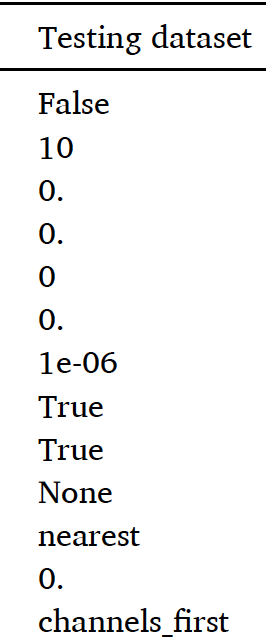 Testing dataset
False
10
0.
0.
0
0.
1e-06
True
True
None
nearest
0.
channels_first